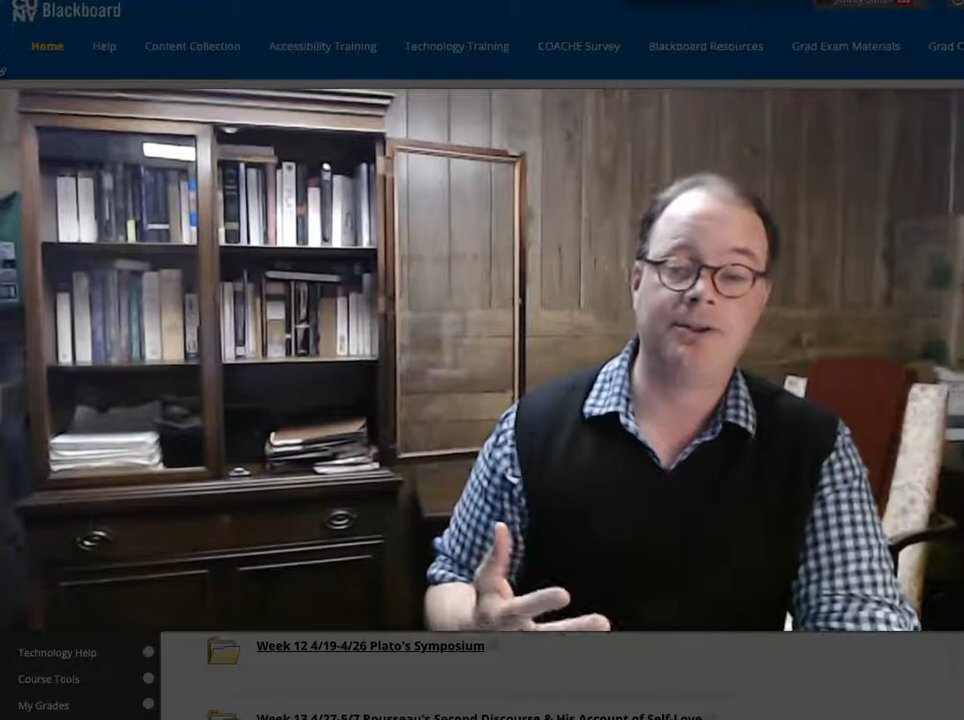 CUNY Blackboard
Home Help Content Collection Accessibility Training Technology Training COACHE Survey Blackboard Resources Grad Exam Materials Grad C
Technology Help
Course Tools
My Grades
Week 12 4/19-4/26 Plato's Symposium
Week 13 4/27-5/7 Rousseau's Second Discourse & His Account of Self-Love